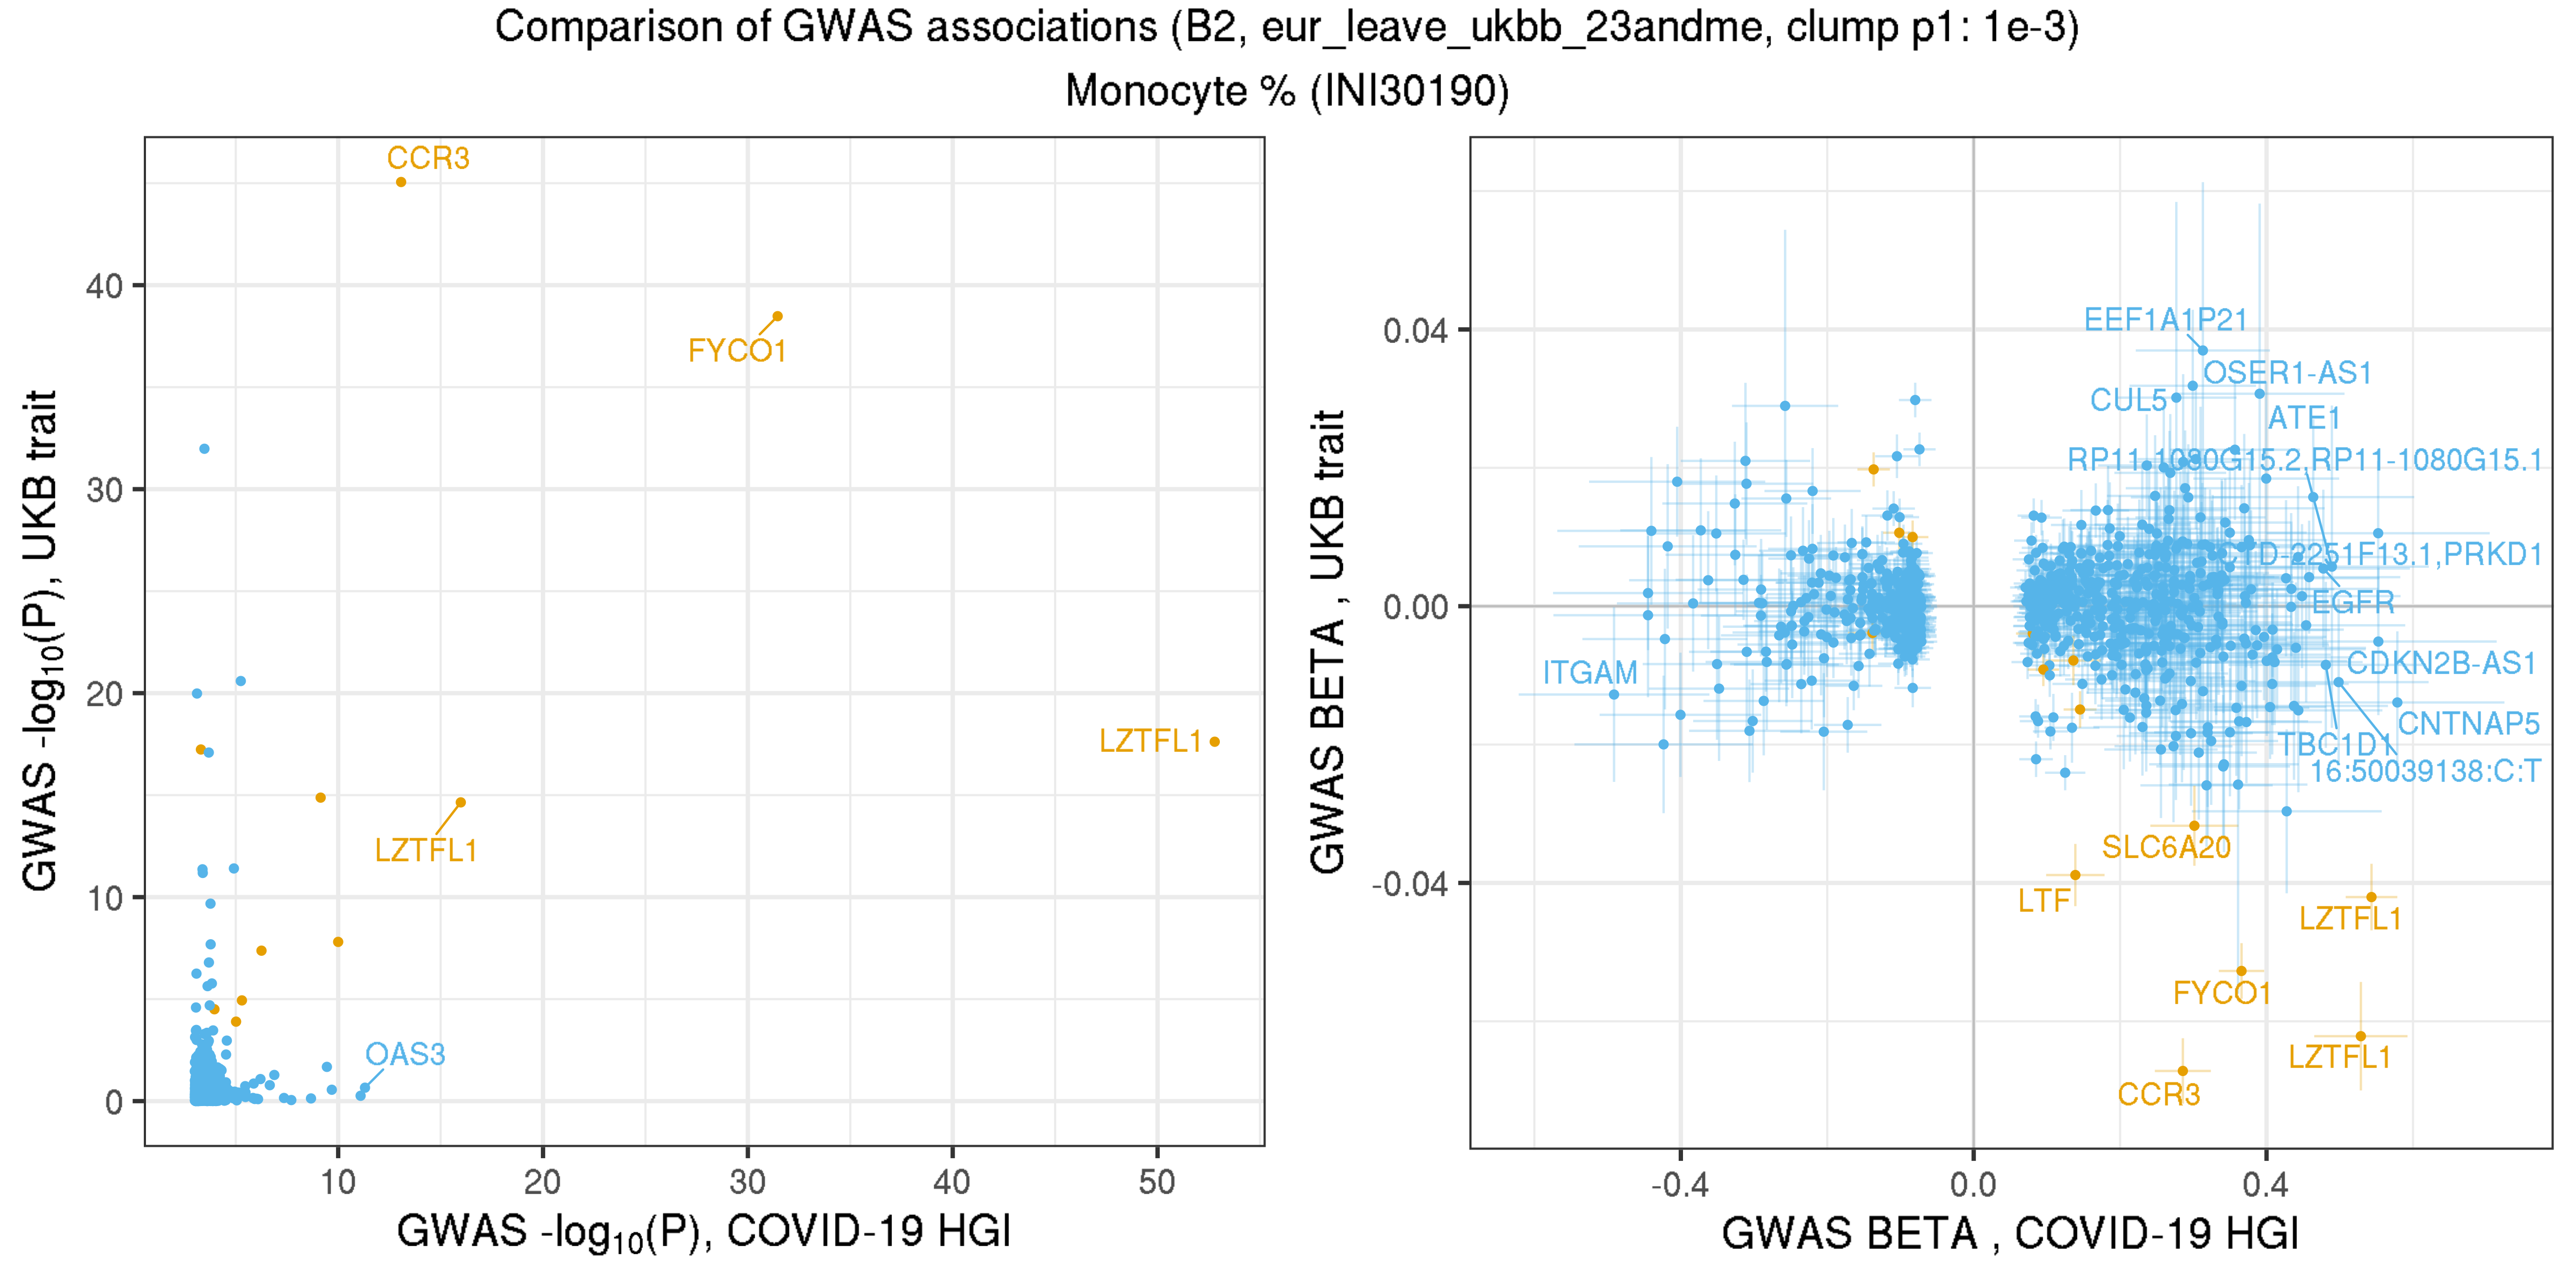 Comparison of GWAS associations (B2, eur_leave_ukbb_23andme, clump p1: 1e-3)
Monocyte % (INI30190)
GWAS -log10(P), UKB trait
40
30
20
10
0
CCR3
FYCO1
LZTFL1
LZTFL1
OAS3
10
20
30
40
50
GWAS -log10(P), COVID-19 HGI
GWAS BETA , UKB trait
0.04
0.00
-0.04
EEF1A1P21
OSER1-AS1
CUL5
ATE1
RP11-1080G15.2,RP11-1080G15.1
TD-2251F13.1,PRKD1
EGFR
ITGAM
CDKN2B-AS1
CNTNAP5
TBC1D1
16:50039138:C:T
SLC6A20
LTF
LZTFL1
FYCO1
LZTFL1
CCR3
-0.4
0.0
0.4
GWAS BETA , COVID-19 HGI